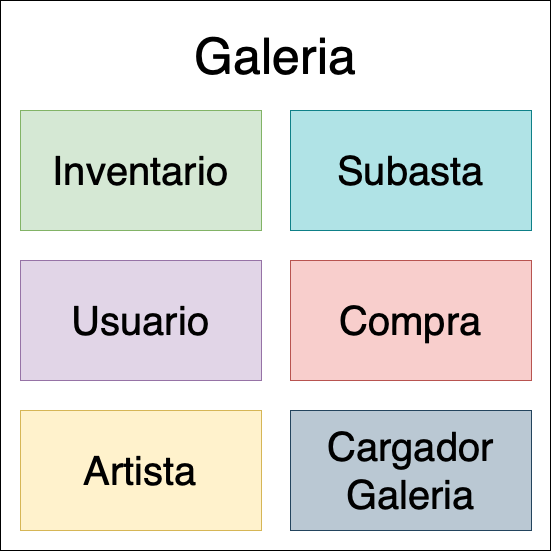 Galeria
Inventario
Subasta
Usuario
Compra
Artista
Cargador
Galeria